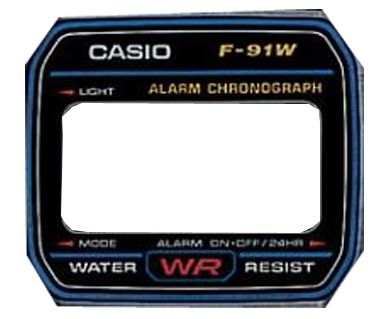 CASIO F-91W
LIGHT ALARM CHRONOGRAPH
MODE ALARM ON•OFF/24HR
WATER WR RESIST